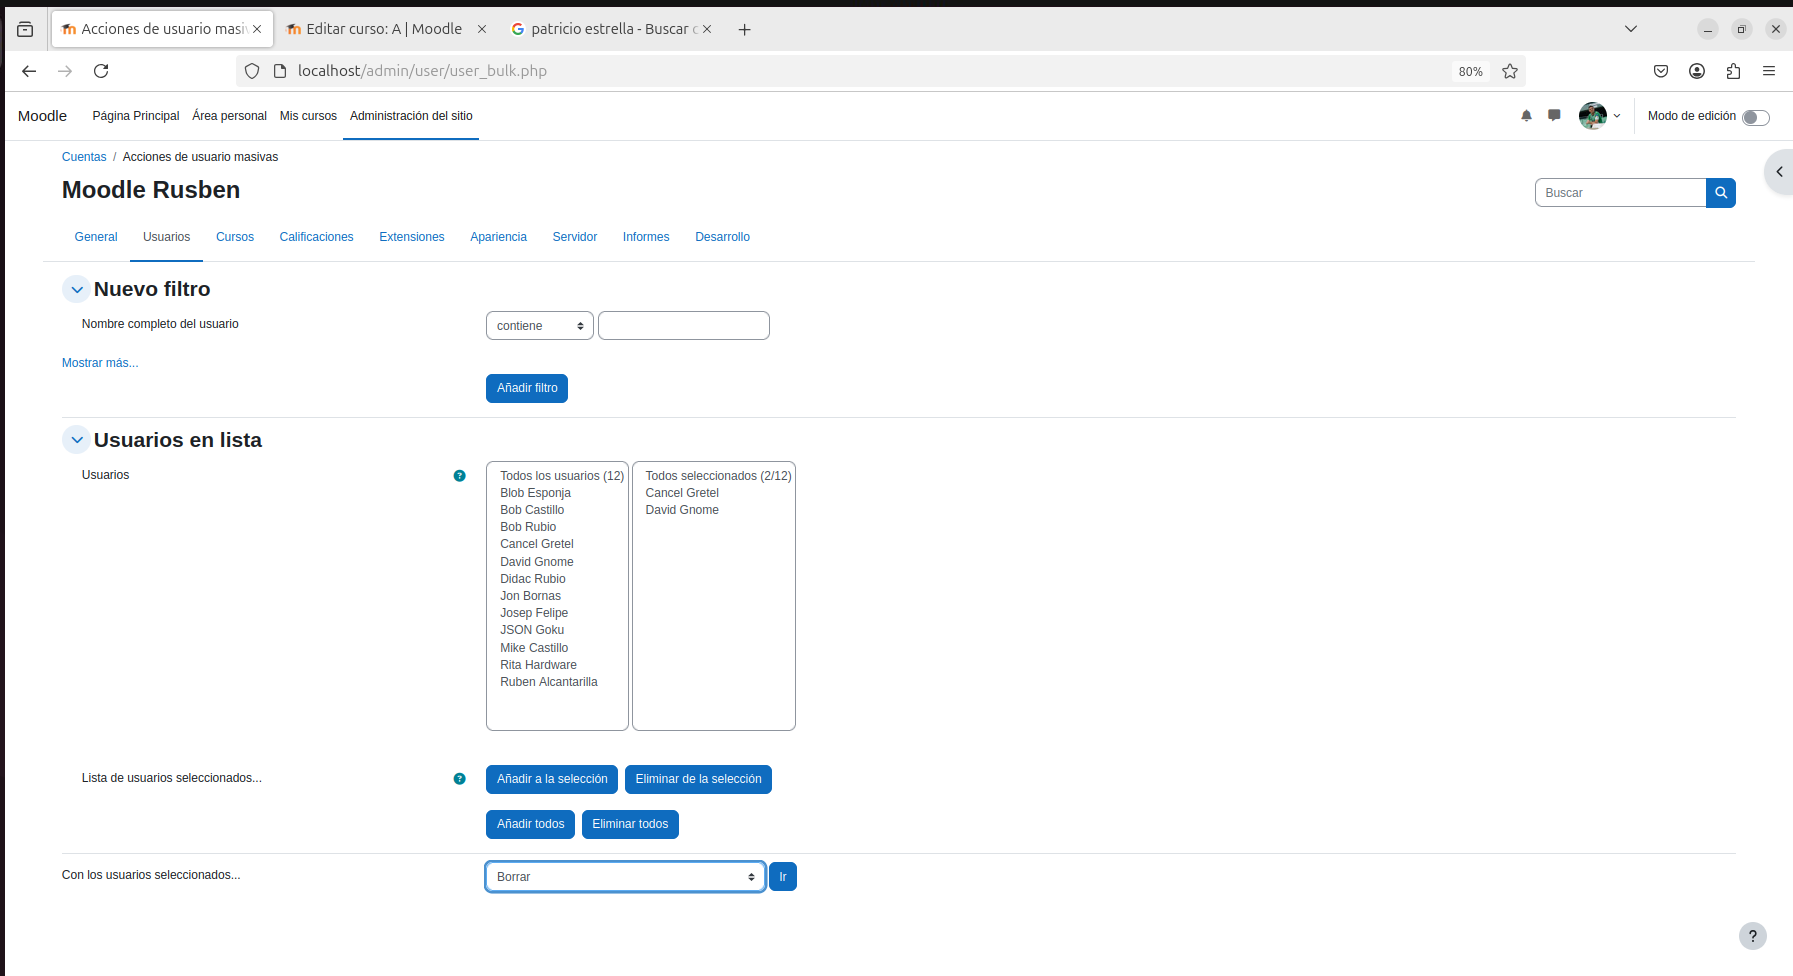 Acciones de usuario masi
Editar curso: A | Moodle
patricio estrella - Buscar c
localhost/admin/user/user_bulk.php
80%
Moodle
Página Principal
Área personal
Mis cursos
Administración del sitio
Modo de edición
Cuentas / Acciones de usuario masivas
Moodle Rusben
Buscar
General
Usuarios
Cursos
Calificaciones
Extensiones
Apariencia
Servidor
Informes
Desarrollo
Nuevo filtro
Nombre completo del usuario
contiene
Mostrar más...
Añadir filtro
Usuarios en lista
Usuarios
?
Todos los usuarios (12)
Blob Esponja
Bob Castillo
Bob Rubio
Cancel Gretel
David Gnome
Didac Rubio
Jon Bornas
Josep Felipe
JSON Goku
Mike Castillo
Rita Hardware
Ruben Alcantarilla
Todos seleccionados (2/12)
Cancel Gretel
David Gnome
Lista de usuarios seleccionados...
?
Añadir a la selección
Eliminar de la selección
Añadir todos
Eliminar todos
Con los usuarios seleccionados...
Borrar
Ir
?